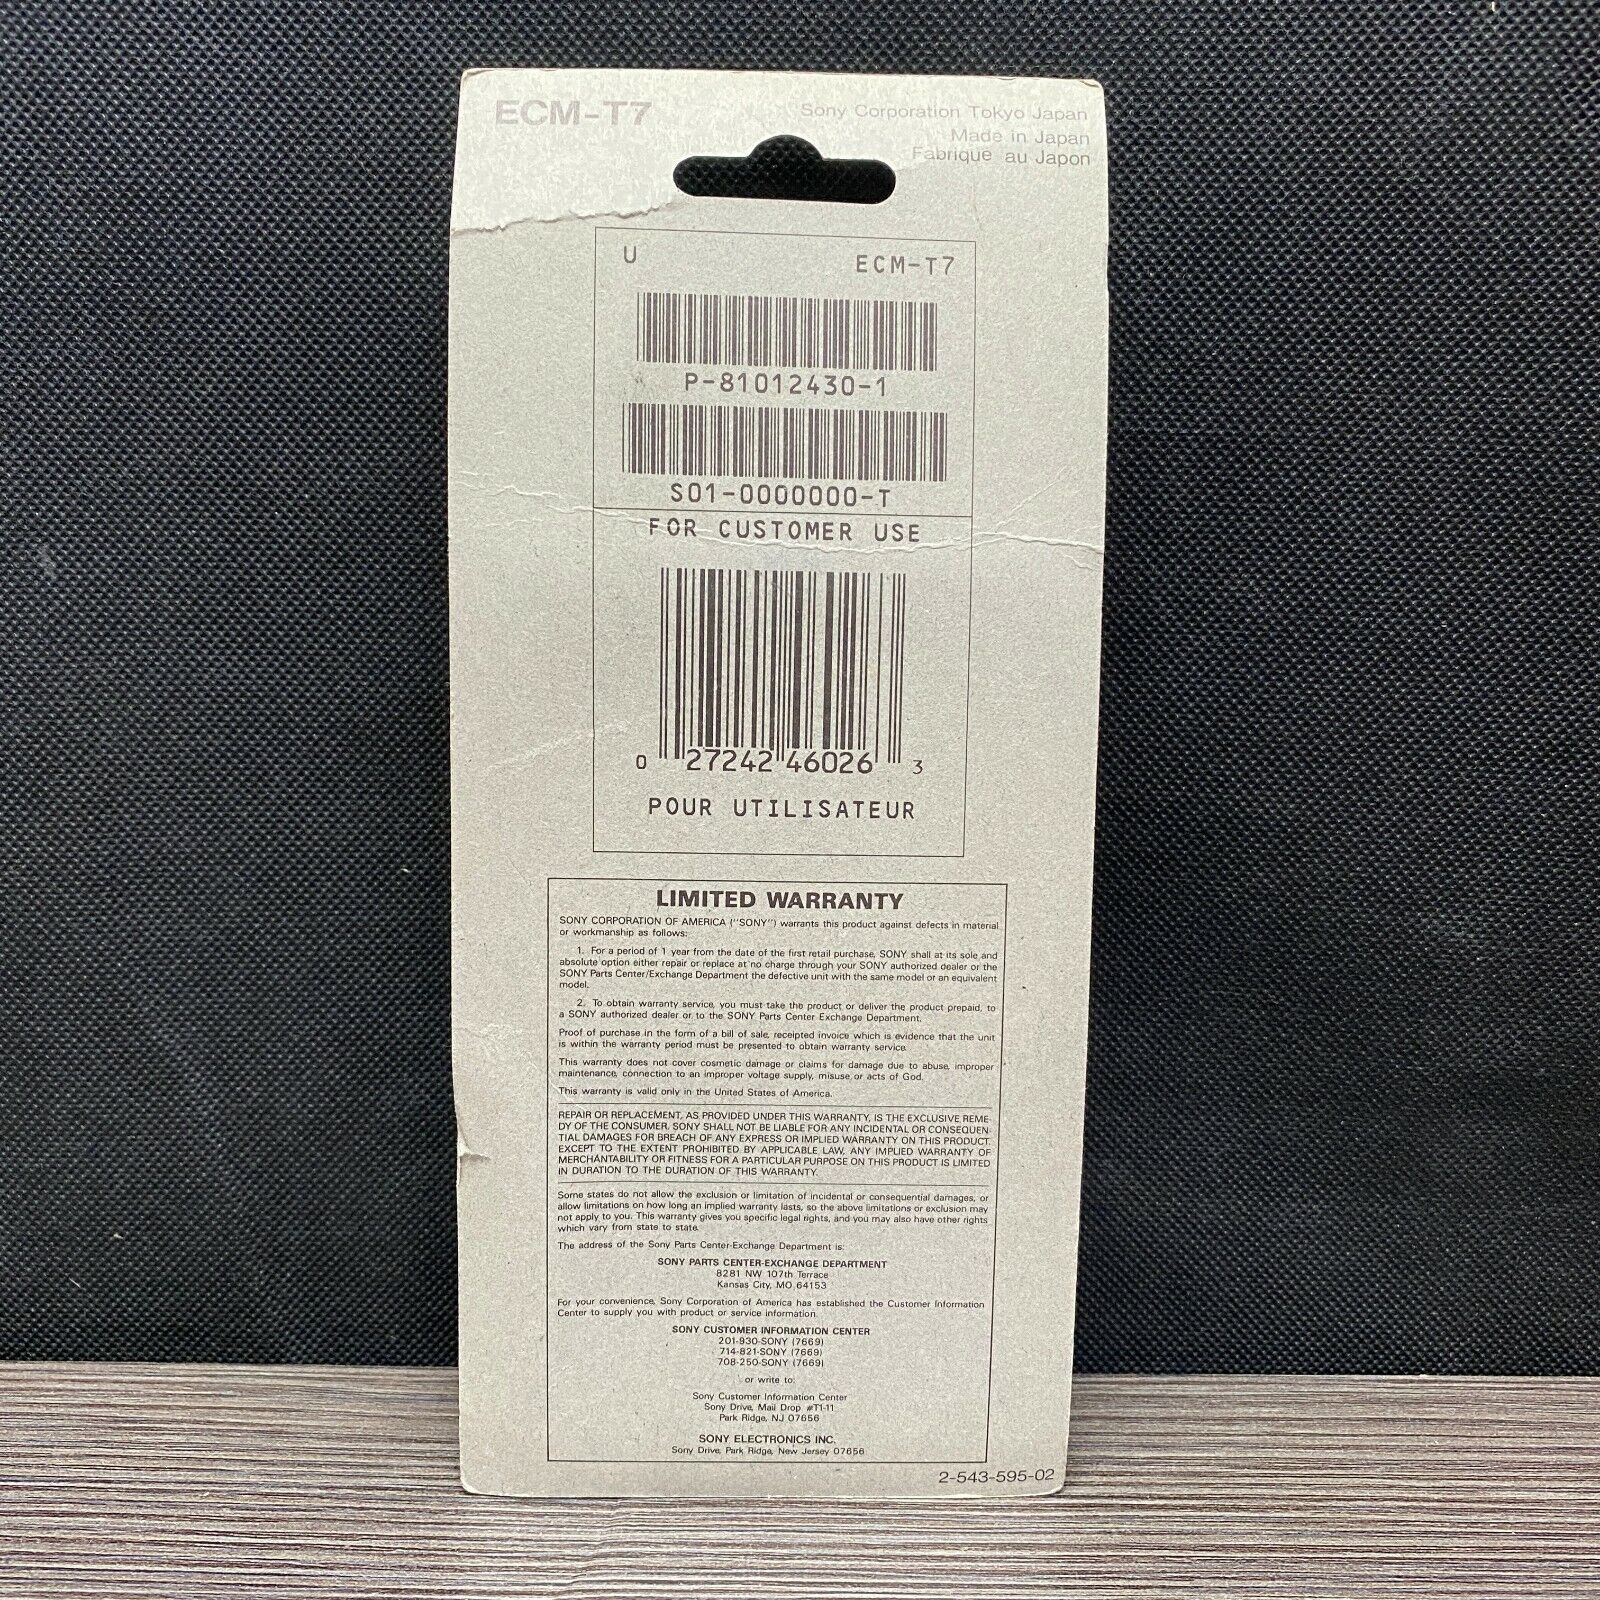 ECM-T7
Sony Corporation Tokyo Japan
Made in Japan
Fabriqué au Japon
U ECM-T7
P-81012430-1
S01-0000000-T
FOR CUSTOMER USE
0 27242 46026 3
POUR UTILISATEUR
LIMITED WARRANTY
SONY CORPORATION OF AMERICA ("SONY") warrants this product against defects in material
or workmanship as follows:
1. For a period of 1 year from the date of the first retail purchase, SONY shall at its sole and
absolute option either repair or replace at no charge through your SONY authorized dealer or the
SONY Parts Center/Exchange Department the defective unit with the same model or an equivalent
model.
2. To obtain warranty service, you must take the product or deliver the product prepaid, to
a SONY authorized dealer or to the SONY Parts Center Exchange Department.
Proof of purchase in the form of a bill of sale, receipted invoice which is evidence that the unit
is within the warranty period must be presented to obtain warranty service.
This warranty does not cover cosmetic damage or claims for damage due to abuse, improper
maintenance, connection to an improper voltage supply, misuse or acts of God.
This warranty is valid only in the United States of America.
REPAIR OR REPLACEMENT, AS PROVIDED UNDER THIS WARRANTY, IS THE EXCLUSIVE REME-
DY OF THE CONSUMER. SONY SHALL NOT BE LIABLE FOR ANY INCIDENTAL OR CONSEQUEN-
TIAL DAMAGES FOR BREACH OF ANY EXPRESS OR IMPLIED WARRANTY ON THIS PRODUCT.
EXCEPT TO THE EXTENT PROHIBITED BY APPLICABLE LAW, ANY IMPLIED WARRANTY OF
MERCHANTABILITY OR FITNESS FOR A PARTICULAR PURPOSE ON THIS PRODUCT IS LIMITED
IN DURATION TO THE DURATION OF THIS WARRANTY.
Some states do not allow the exclusion or limitation of incidental or consequential damages, or
allow limitations on how long an implied warranty lasts, so the above limitations or exclusion may
not apply to you. This warranty gives you specific legal rights, and you may also have other rights
which vary from state to state.
The address of the Sony Parts Center-Exchange Department is:
SONY PARTS CENTER-EXCHANGE DEPARTMENT
8281 NW 107th Terrace
Kansas City, MO 64153
For your convenience, Sony Corporation of America has established the Customer Information
Center to supply you with product or service information.
SONY CUSTOMER INFORMATION CENTER
201-930-SONY (7669)
714-821-SONY (7669)
708-250-SONY (7669)
or write to:
Sony Customer Information Center
Sony Drive, Mail Drop #T1-11
Park Ridge, NJ 07656
SONY ELECTRONICS INC.
Sony Drive, Park Ridge, New Jersey 07656
2-543-595-02